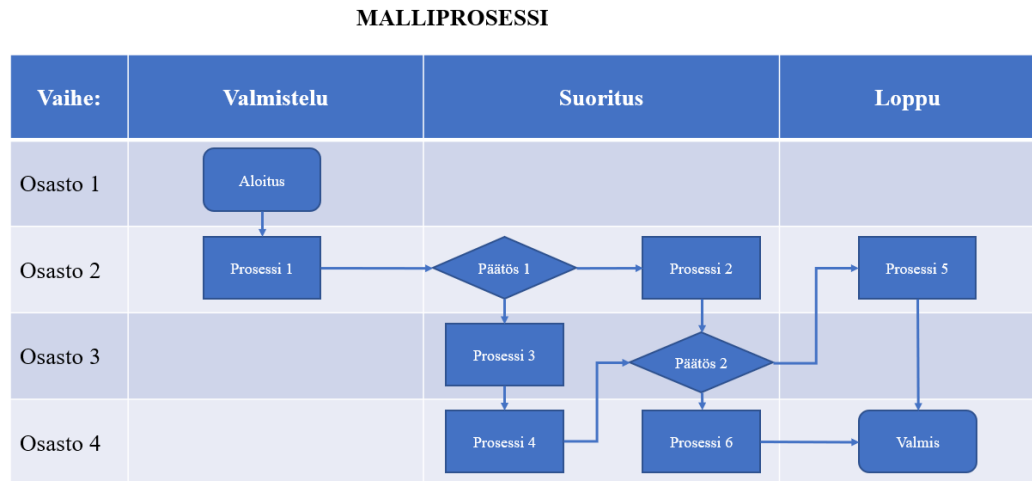 MALLIPROSESSI
Vaihe: Valmistelu Suoritus Loppu
Osasto 1 Aloitus
Osasto 2 Prosessi 1 Päätös 1 Prosessi 2 Prosessi 5
Osasto 3 Prosessi 3 Päätös 2
Osasto 4 Prosessi 4 Prosessi 6 Valmis